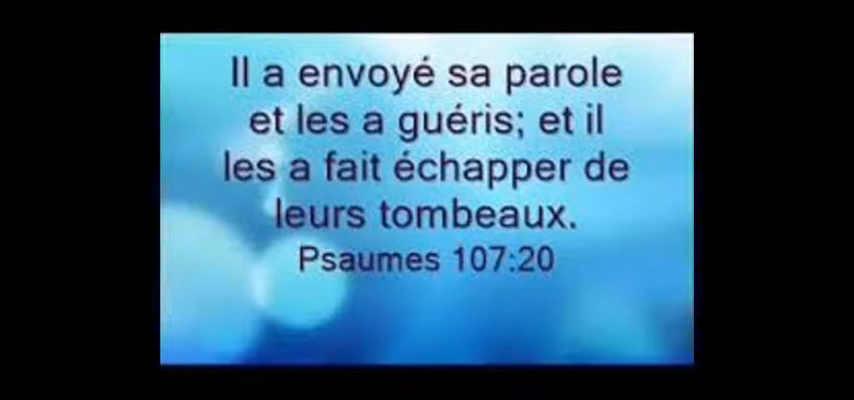 Il a envoyé sa parole
et les a guéris; et il
les a fait échapper de
leurs tombeaux.
Psaumes 107:20